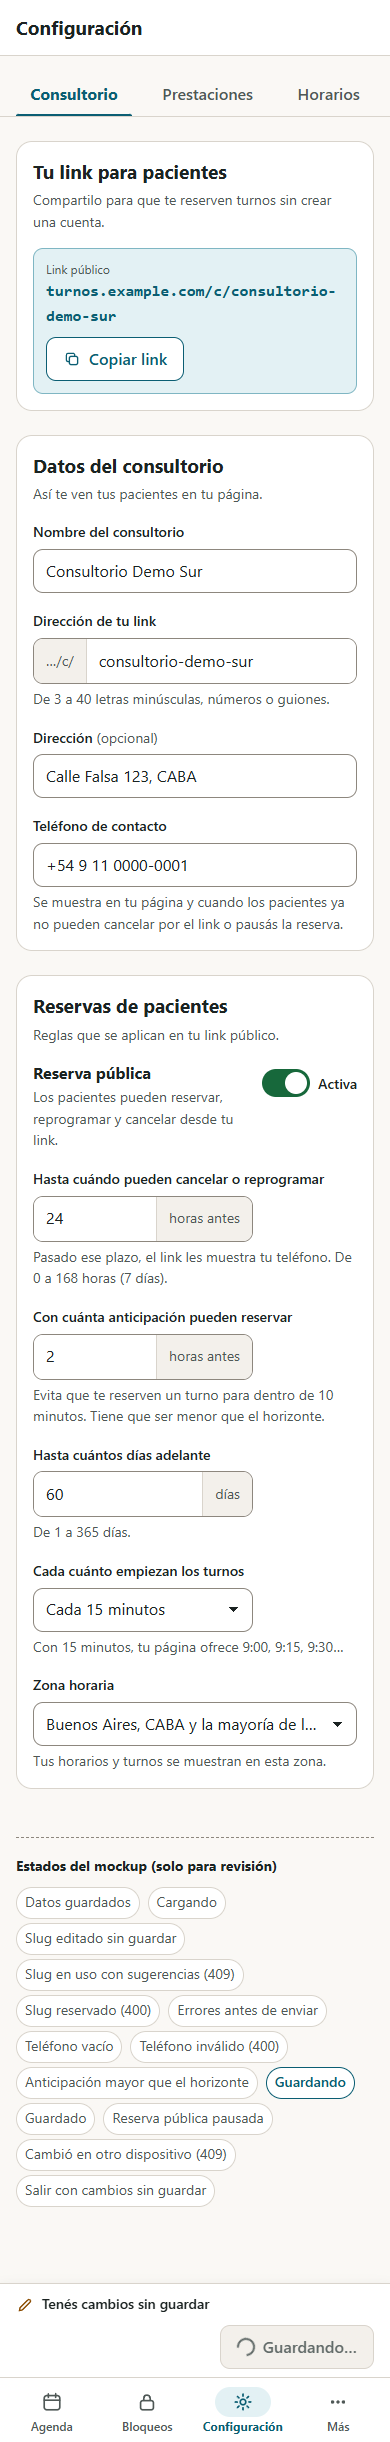 Configuración
Consultorio
Prestaciones
Horarios
Tu link para pacientes
Compartilo para que te reserven turnos sin crear
una cuenta.
Link público
turnos.example.com/c/consultorio-
demo-sur
Copiar link
Datos del consultorio
Así te ven tus pacientes en tu página.
Nombre del consultorio
Consultorio Demo Sur
Dirección de tu link
.../c/ consultorio-demo-sur
De 3 a 40 letras minúsculas, números o guiones.
Dirección (opcional)
Calle Falsa 123, CABA
Teléfono de contacto
+54 9 11 0000-0001
Se muestra en tu página y cuando los pacientes ya
no pueden cancelar por el link o pausás la reserva.
Reservas de pacientes
Reglas que se aplican en tu link público.
Reserva pública
Los pacientes pueden reservar,
reprogramar y cancelar desde tu
link.
Activa
Hasta cuándo pueden cancelar o reprogramar
24 horas antes
Pasado ese plazo, el link les muestra tu teléfono. De
0 a 168 horas (7 días).
Con cuánta anticipación pueden reservar
2 horas antes
Evita que te reserven un turno para dentro de 10
minutos. Tiene que ser menor que el horizonte.
Hasta cuántos días adelante
60 días
De 1 a 365 días.
Cada cuánto empiezan los turnos
Cada 15 minutos
Con 15 minutos, tu página ofrece 9:00, 9:15, 9:30...
Zona horaria
Buenos Aires, CABA y la mayoría de l...
Tus horarios y turnos se muestran en esta zona.
Estados del mockup (solo para revisión)
Datos guardados
Cargando
Slug editado sin guardar
Slug en uso con sugerencias (409)
Slug reservado (400)
Errores antes de enviar
Teléfono vacío
Teléfono inválido (400)
Anticipación mayor que el horizonte
Guardando
Guardado
Reserva pública pausada
Cambió en otro dispositivo (409)
Salir con cambios sin guardar
Tenés cambios sin guardar
Guardando...
Agenda
Bloqueos
Configuración
Más